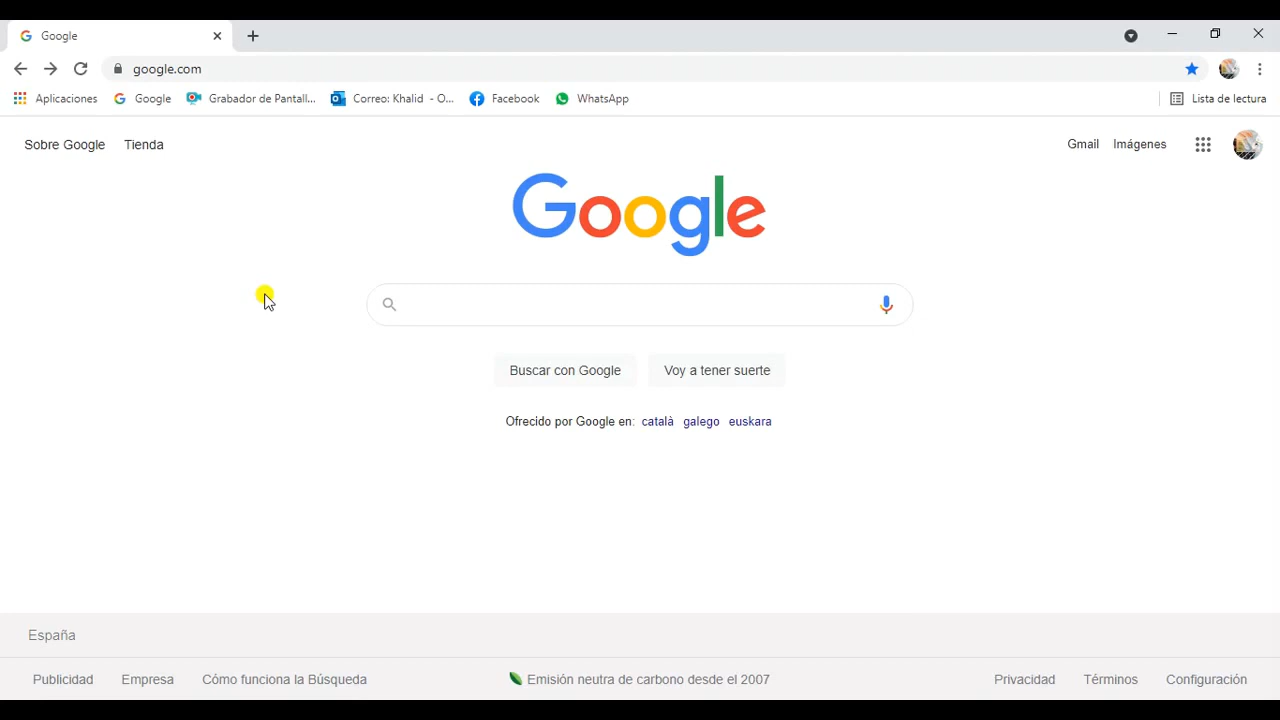 Google
google.com
Aplicaciones Google Grabador de Pantall... Correo: Khalid - O... Facebook WhatsApp Lista de lectura
Sobre Google Tienda Gmail Imágenes
Google
Buscar con Google Voy a tener suerte
Ofrecido por Google en: català galego euskara
España
Publicidad Empresa Cómo funciona la Búsqueda Emisión neutra de carbono desde el 2007 Privacidad Términos Configuración